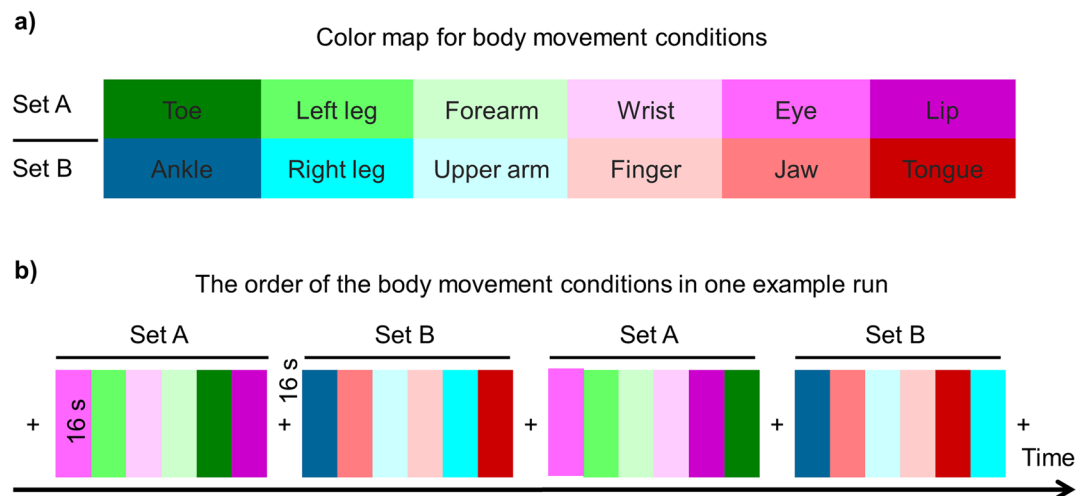 a)
Color map for body movement conditions
Set A
Toe
Left leg
Forearm
Wrist
Eye
Lip
Set B
Ankle
Right leg
Upper arm
Finger
Jaw
Tongue
b)
The order of the body movement conditions in one example run
Set A
Set B
Set A
Set B
+
16 s
+
16 s
+
+
+
Time